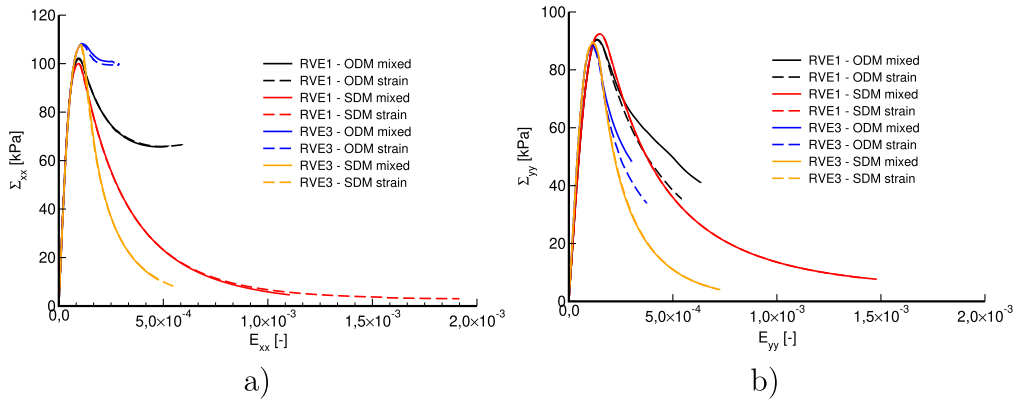 120
100
80
60
40
20
0
Σxx [kPa]
0,0
5,0×10⁻⁴
1,0×10⁻³
1,5×10⁻³
2,0×10⁻³
Exx [-]
RVE1 - ODM mixed
RVE1 - ODM strain
RVE1 - SDM mixed
RVE1 - SDM strain
RVE3 - ODM mixed
RVE3 - ODM strain
RVE3 - SDM mixed
RVE3 - SDM strain
a)
100
80
60
40
20
0
Σyy [kPa]
0,0
5,0×10⁻⁴
1,0×10⁻³
1,5×10⁻³
2,0×10⁻³
Eyy [-]
RVE1 - ODM mixed
RVE1 - ODM strain
RVE1 - SDM mixed
RVE1 - SDM strain
RVE3 - ODM mixed
RVE3 - ODM strain
RVE3 - SDM mixed
RVE3 - SDM strain
b)